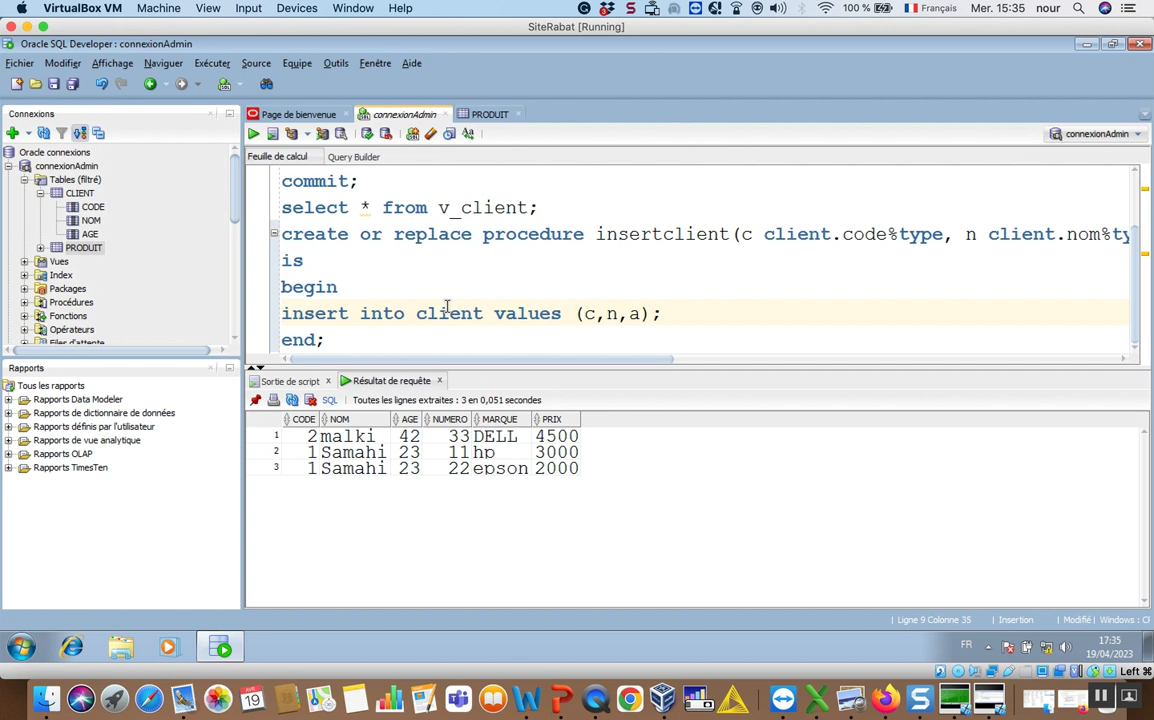 VirtualBox VM Machine View Input Devices Window Help
100 % Français Mer. 15:35 nour
SiteRabat [Running]
Oracle SQL Developer : connexionAdmin
Fichier Modifier Affichage Naviguer Exécuter Source Equipe Outils Fenêtre Aide
Connexions
Page de bienvenue connexionAdmin PRODUIT
connexionAdmin
Feuille de calcul Query Builder
Oracle connexions
connexionAdmin
Tables (filtré)
CLIENT
CODE
NOM
AGE
PRODUIT
Vues
Index
Packages
Procédures
Fonctions
Opérateurs
Files d'attente
commit;
select * from v_client;
create or replace procedure insertclient(c client.code%type, n client.nom%ty
is
begin
insert into client values (c,n,a);
end;
Rapports
Tous les rapports
Rapports Data Modeler
Rapports de dictionnaire de données
Rapports définis par l'utilisateur
Rapports de vue analytique
Rapports OLAP
Rapports TimesTen
Sortie de script Résultat de requête
SQL Toutes les lignes extraites : 3 en 0,051 secondes
CODE NOM AGE NUMERO MARQUE PRIX
1 2 malki 42 33 DELL 4500
2 1 Samahi 23 11 hp 3000
3 1 Samahi 23 22 epson 2000
Ligne 9 Colonne 35 Insertion Modifié Windows: Cl
FR
17:35
19/04/2023
Left ⌘
AVR.
19